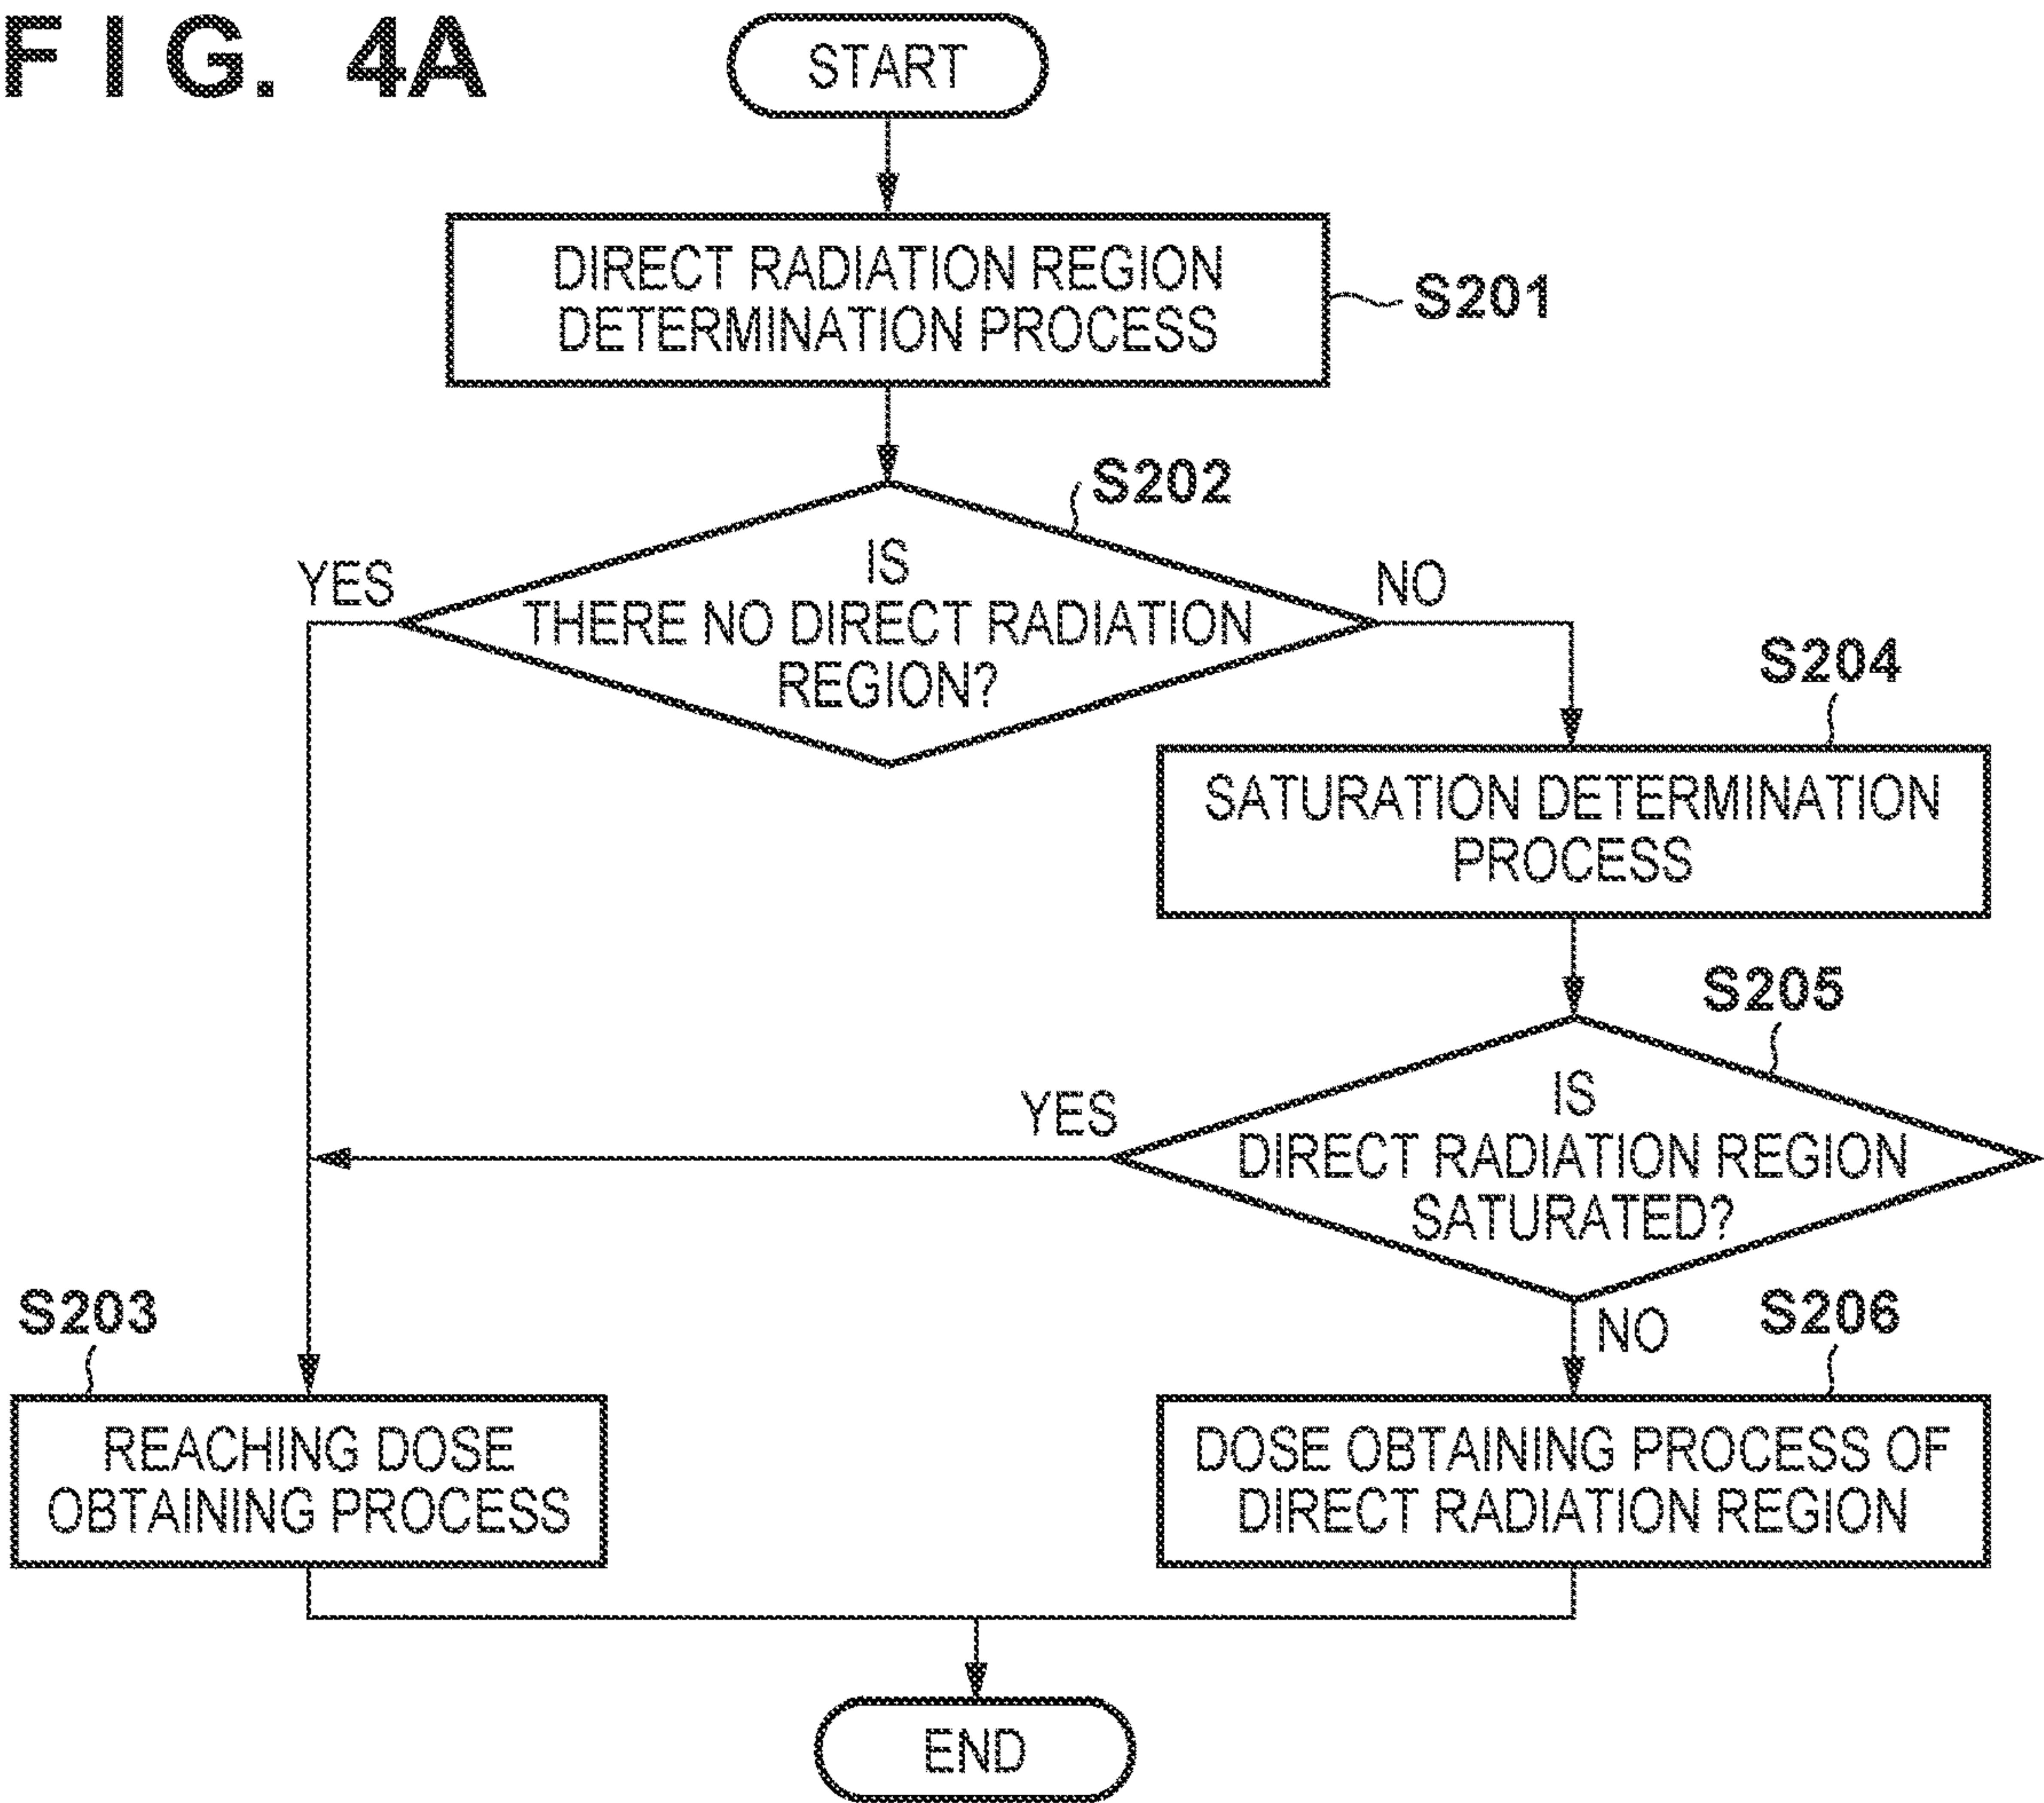 FIG. 4A
START
DIRECT RADIATION REGION
DETERMINATION PROCESS
S201
S202
IS
THERE NO DIRECT RADIATION
REGION?
YES
NO
S204
SATURATION DETERMINATION
PROCESS
S205
IS
DIRECT RADIATION REGION
SATURATED?
YES
NO
S203
REACHING DOSE
OBTAINING PROCESS
S206
DOSE OBTAINING PROCESS OF
DIRECT RADIATION REGION
END